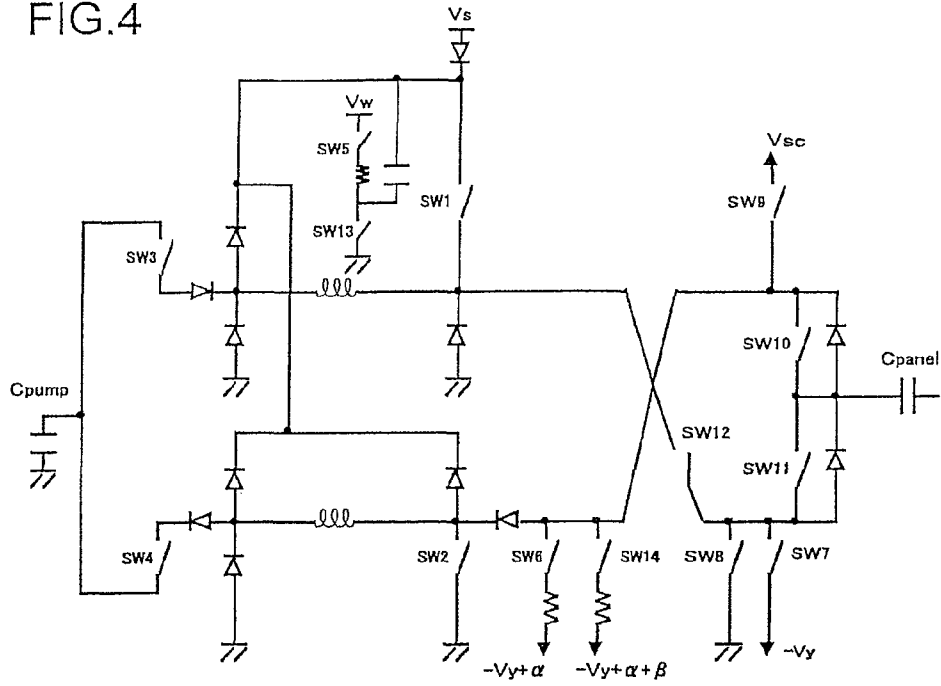 FIG.4
Vs
Vw
SW5
Vsc
SW1
SW9
SW13
SW3
SW10
Cpanel
Cpump
SW12
SW11
SW4
SW2
SW6
SW14
SW8
SW7
-Vy+α
-Vy+α+β
-Vy